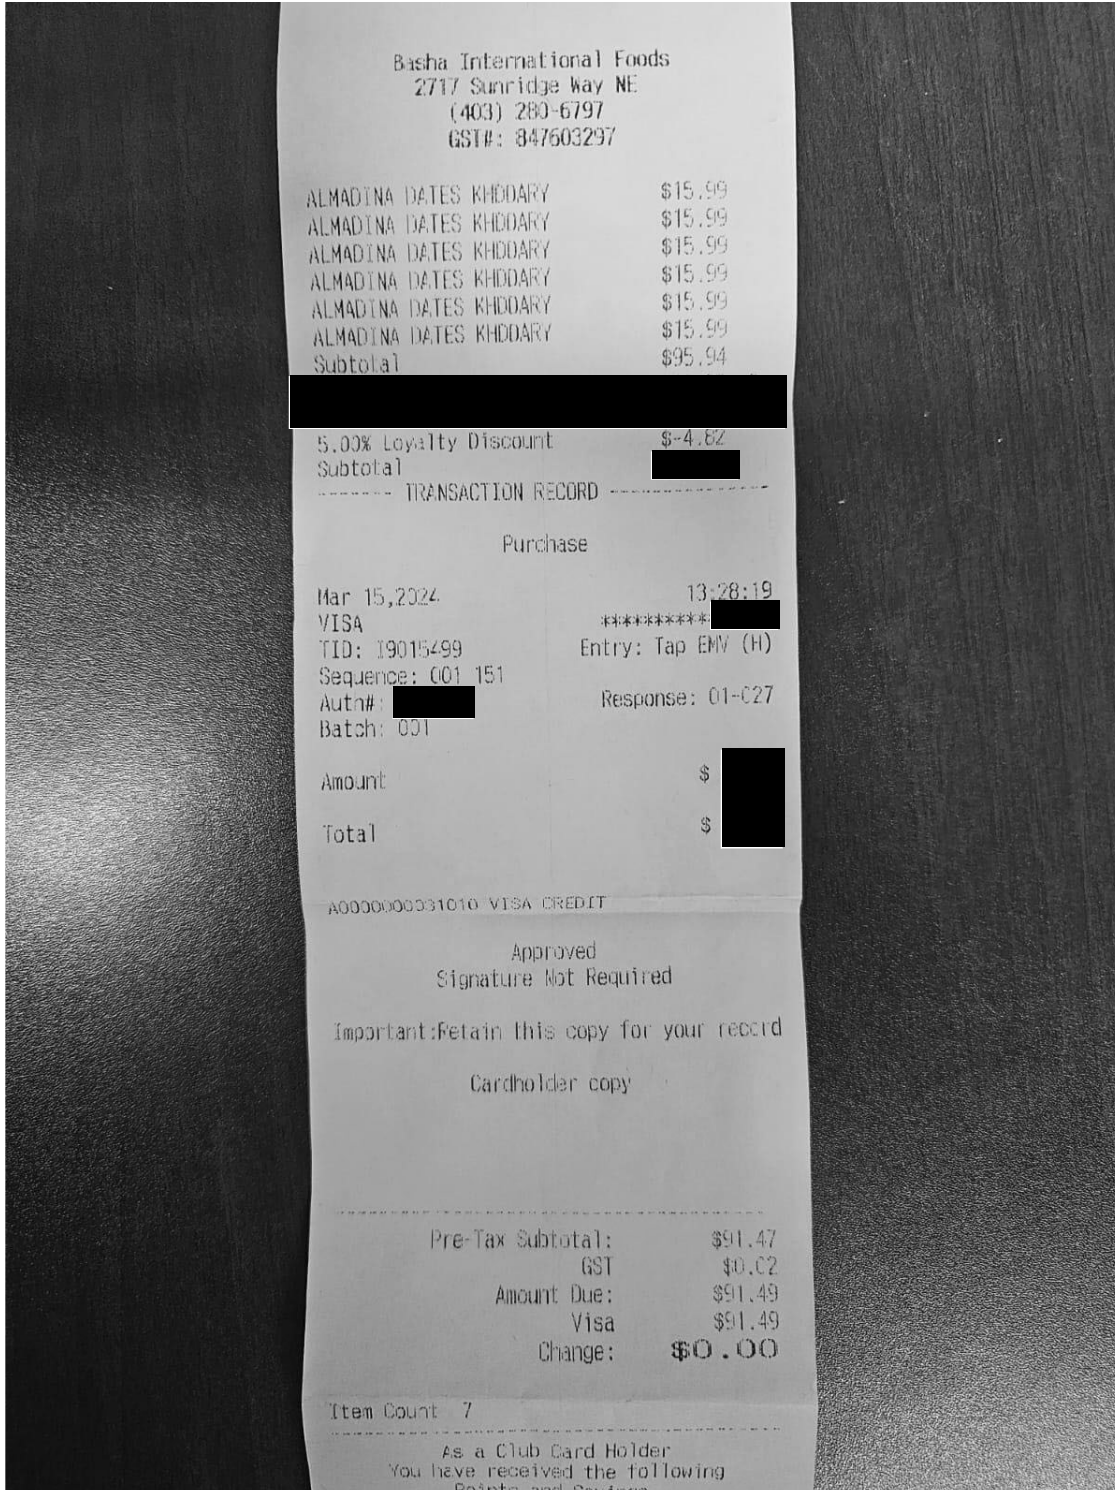 Basha International Foods
2717 Sunridge Way NE
(403) 280-6797
GST#: 847603297
ALMADINA DATES KHDDARY $15.99
ALMADINA DATES KHDDARY $15.99
ALMADINA DATES KHDDARY $15.99
ALMADINA DATES KHDDARY $15.99
ALMADINA DATES KHDDARY $15.99
ALMADINA DATES KHDDARY $15.99
Subtotal $95.94
5.00% Loyalty Discount $-4.82
Subtotal
------- TRANSACTION RECORD ---------------
Purchase
Mar 15,2024 13:28:19
VISA **********
TID: I9015499 Entry: Tap EMV (H)
Sequence: 001 151
Auth#: Response: 01-027
Batch: 001
Amount $
Total $
A0000000031010 VISA CREDIT
Approved
Signature Not Required
Important:Retain this copy for your record
Cardholder copy
Pre-Tax Subtotal: $91.47
GST $0.02
Amount Due: $91.49
Visa $91.49
Change: $0.00
Item Count 7
As a Club Card Holder
You have received the following
Points and Savings